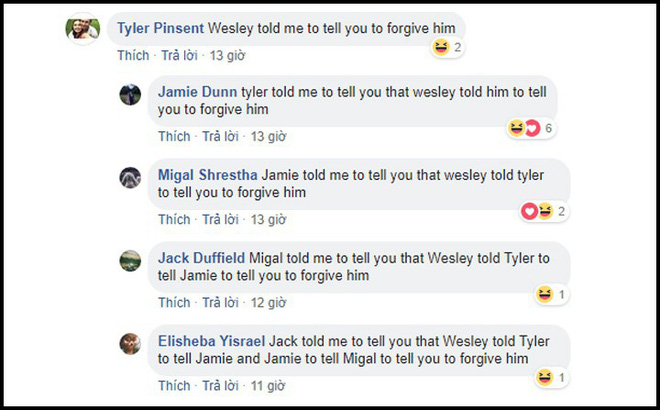 Tyler Pinsent Wesley told me to tell you to forgive him
2
Thích · Trả lời · 13 giờ
Jamie Dunn tyler told me to tell you that wesley told him to tell
you to forgive him
6
Thích · Trả lời · 13 giờ
Migal Shrestha Jamie told me to tell you that wesley told tyler
to tell you to forgive him
2
Thích · Trả lời · 13 giờ
Jack Duffield Migal told me to tell you that Wesley told Tyler to
tell Jamie to tell you to forgive him
1
Thích · Trả lời · 12 giờ
Elisheba Yisrael Jack told me to tell you that Wesley told Tyler
to tell Jamie and Jamie to tell Migal to tell you to forgive him
1
Thích · Trả lời · 11 giờ